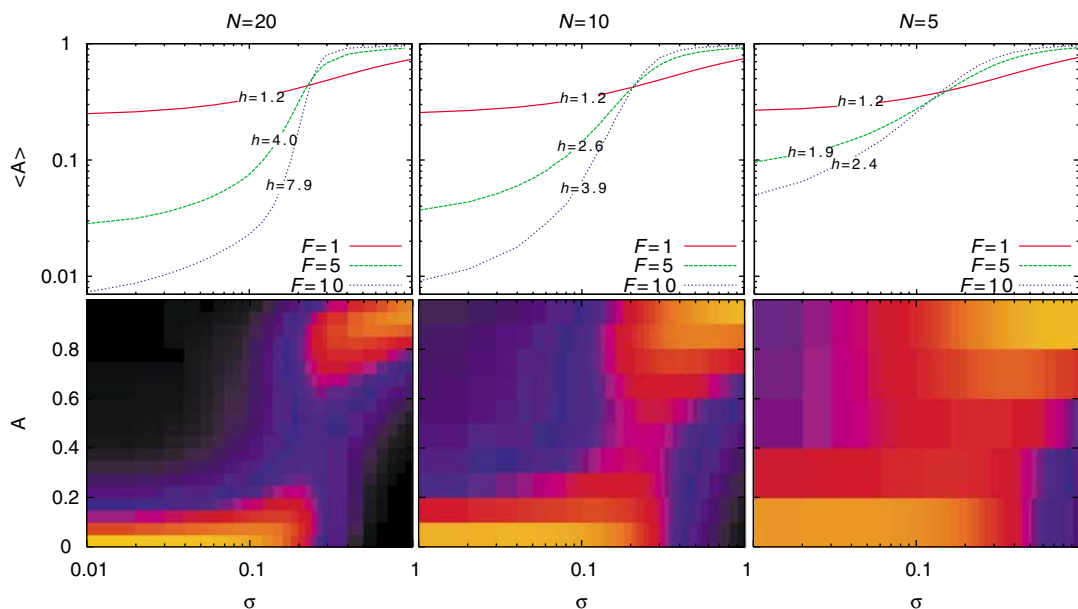 N=20 N=10 N=5
<A>
1
0.1
0.01
h=1.2
h=4.0
h=7.9
F=1
F=5
F=10
h=1.2
h=2.6
h=3.9
F=1
F=5
F=10
h=1.2
h=1.9
h=2.4
F=1
F=5
F=10
A
0.8
0.6
0.4
0.2
0
0.01 0.1 1 0.1 1 0.1
σ σ σ